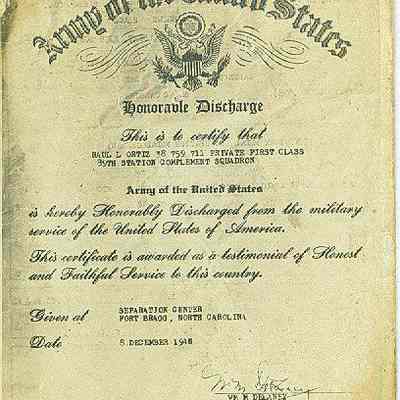 Army of the United States
Honorable Discharge
This is to certify that
RAUL L ORTIZ 38 759 711 PRIVATE FIRST CLASS
35TH STATION COMPLEMENT SQUADRON
Army of the United States
is hereby Honorably Discharged from the military
service of the United States of America.
This certificate is awarded as a testimonial of Honest
and Faithful Service to this country.
Given at SEPARATION CENTER
FORT BRAGG, NORTH CAROLINA
Date 8 DECEMBER 1945
WM M DELANEY